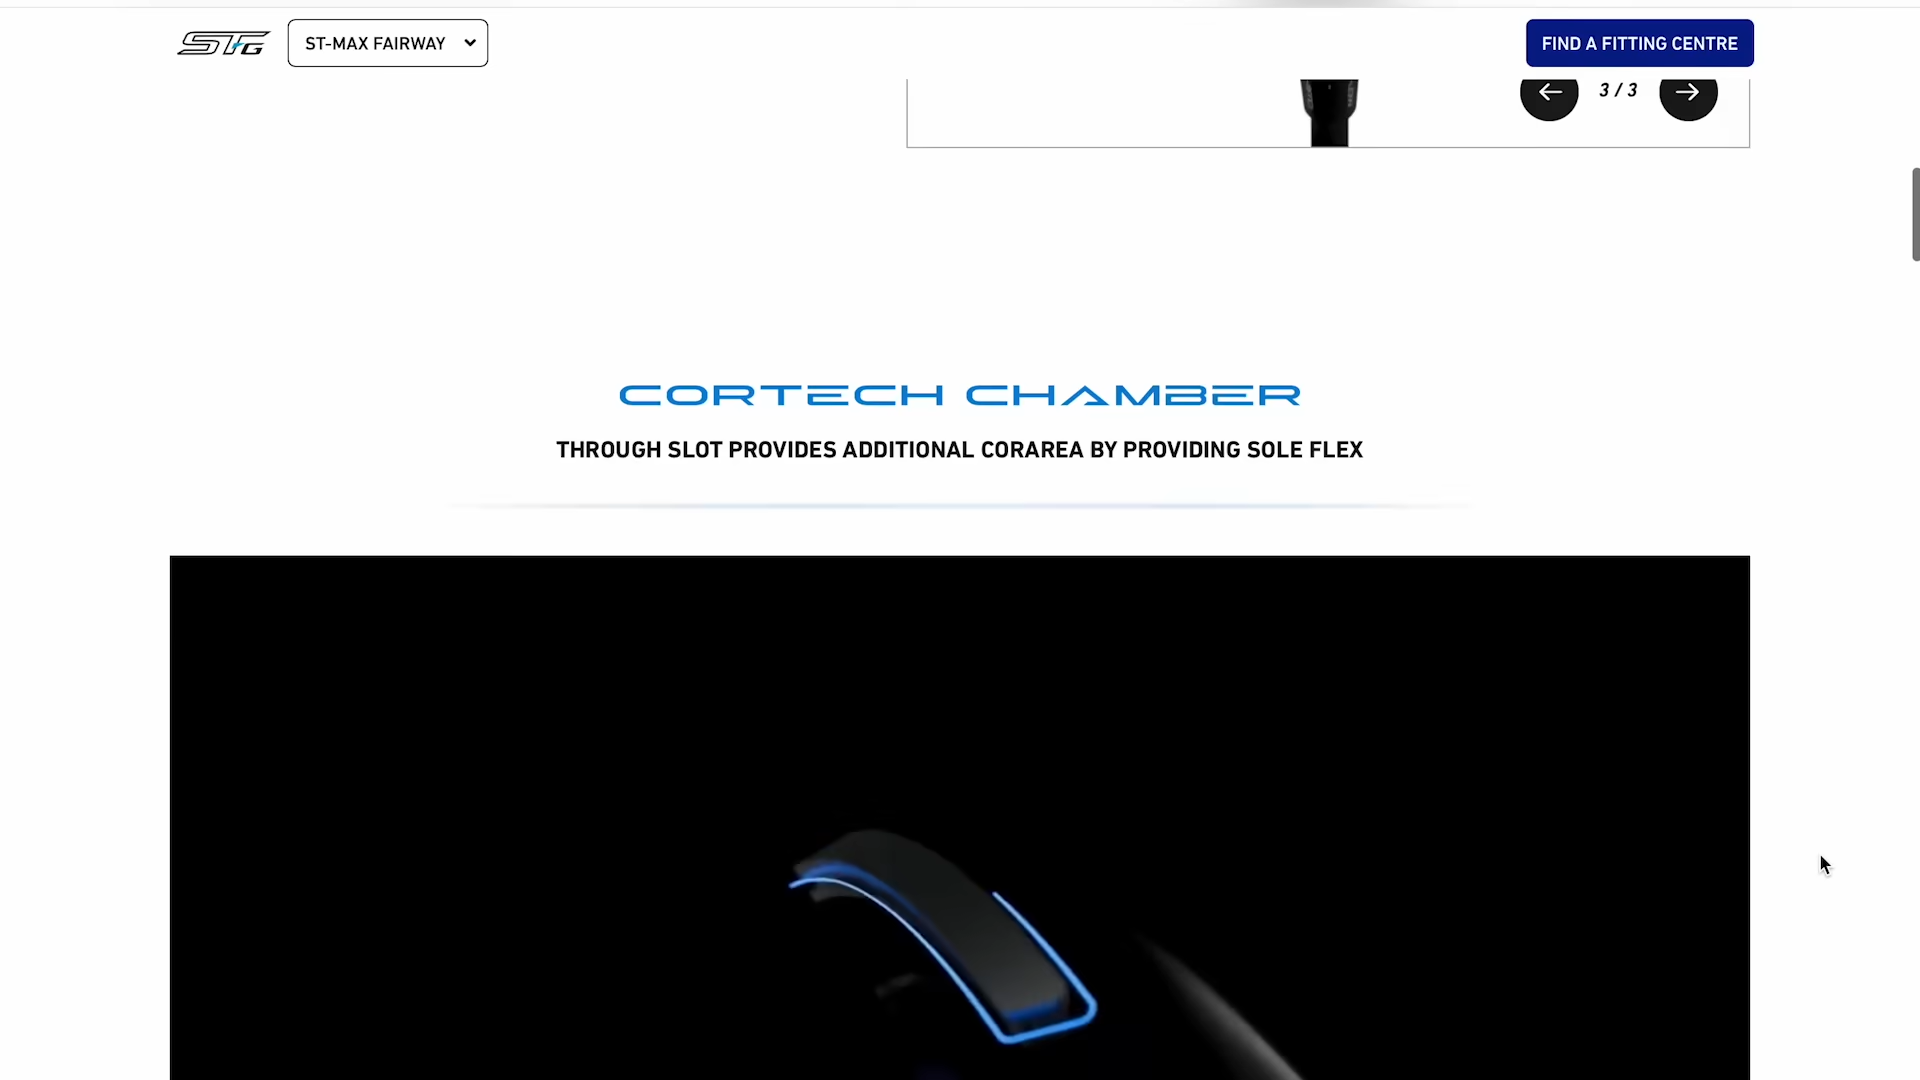 STG
ST-MAX FAIRWAY
FIND A FITTING CENTRE
3 / 3
CORTECH CHAMBER
THROUGH SLOT PROVIDES ADDITIONAL CORAREA BY PROVIDING SOLE FLEX